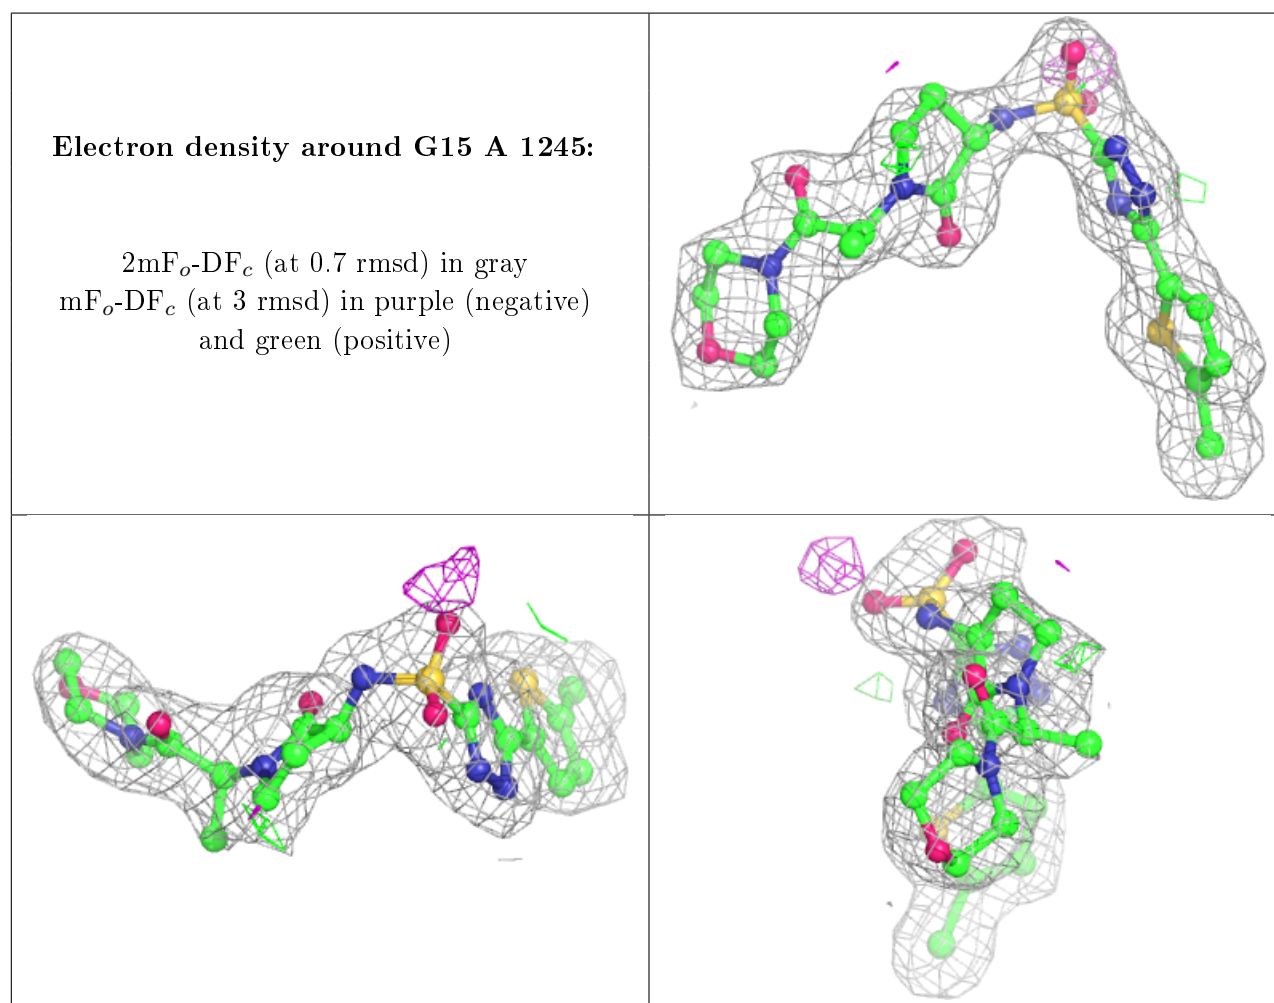 Electron density around G15 A 1245:
2mFo-DFc (at 0.7 rmsd) in gray
mFo-DFc (at 3 rmsd) in purple (negative)
and green (positive)